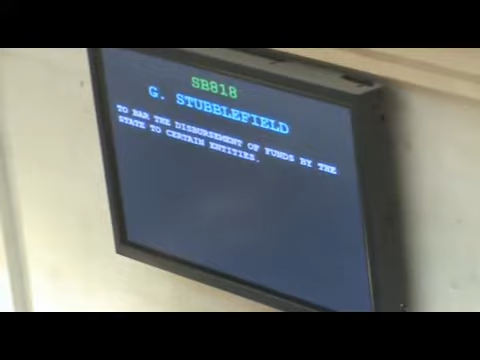 SB818
G. STUBBLEFIELD
TO BAR THE DISBURSEMENT OF FUNDS BY THE
STATE TO CERTAIN ENTITIES.